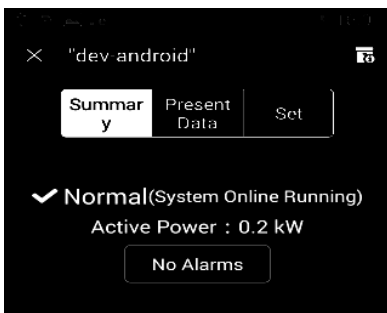 "dev-android"
Summar
y
Present
Data
Set
Normal(System Online Running)
Active Power : 0.2 kW
No Alarms